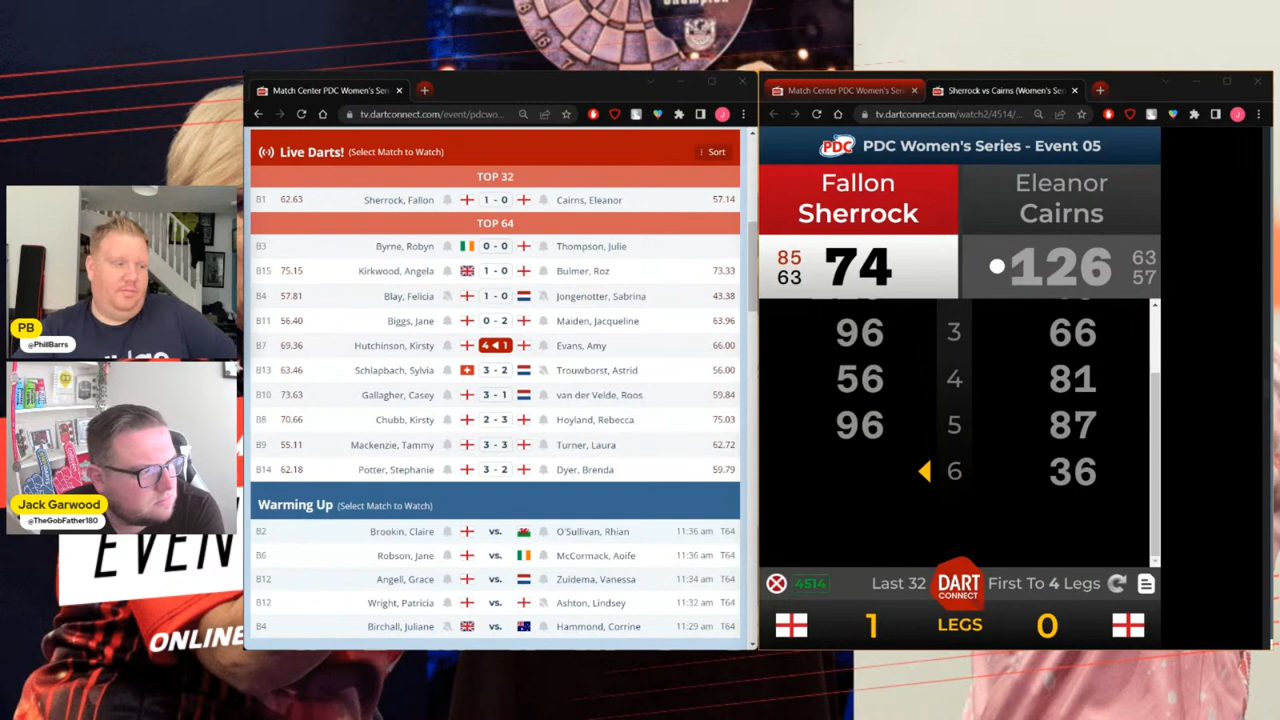 Champion
16
7
Match Center PDC Women's Seri
tv.dartconnect.com/event/pdcwo...
Live Darts! (Select Match to Watch)
Sort
TOP 32
B1 62.63 Sherrock, Fallon 1 - 0 Cairns, Eleanor 57.14
TOP 64
B3 Byrne, Robyn 0 - 0 Thompson, Julie
B15 75.15 Kirkwood, Angela 1 - 0 Bulmer, Roz 73.33
B4 57.81 Blay, Felicia 1 - 0 Jongenotter, Sabrina 43.38
B11 56.40 Biggs, Jane 0 - 2 Maiden, Jacqueline 63.96
B7 69.36 Hutchinson, Kirsty 4 ◀ 1 Evans, Amy 66.00
B13 63.46 Schlapbach, Sylvia 3 - 2 Trouwborst, Astrid 56.00
B10 73.63 Gallagher, Casey 3 - 1 van der Velde, Roos 59.84
B8 70.66 Chubb, Kirsty 2 - 3 Hoyland, Rebecca 75.03
B9 55.11 Mackenzie, Tammy 3 - 3 Turner, Laura 62.72
B14 62.18 Potter, Stephanie 3 - 2 Dyer, Brenda 59.79
Warming Up (Select Match to Watch)
B2 Brookin, Claire vs. O'Sullivan, Rhian 11:36 am T64
B6 Robson, Jane vs. McCormack, Aoife 11:36 am T64
B12 Angell, Grace vs. Zuidema, Vanessa 11:34 am T64
B12 Wright, Patricia vs. Ashton, Lindsey 11:32 am T64
B4 Birchall, Juliane vs. Hammond, Corrine 11:29 am T64
Match Center PDC Women's Seri
Sherrock vs Cairns (Women's Ser
tv.dartconnect.com/watch2/4514/...
PDC PDC Women's Series - Event 05
Fallon Sherrock
Eleanor Cairns
85 63 74
126 63 57
96 3 66
56 4 81
96 5 87
6 36
4514 Last 32 DART CONNECT First To 4 Legs
1 LEGS 0
PB
@PhillBarrs
Jack Garwood
@TheGobFather180
EVEN
ONLINE